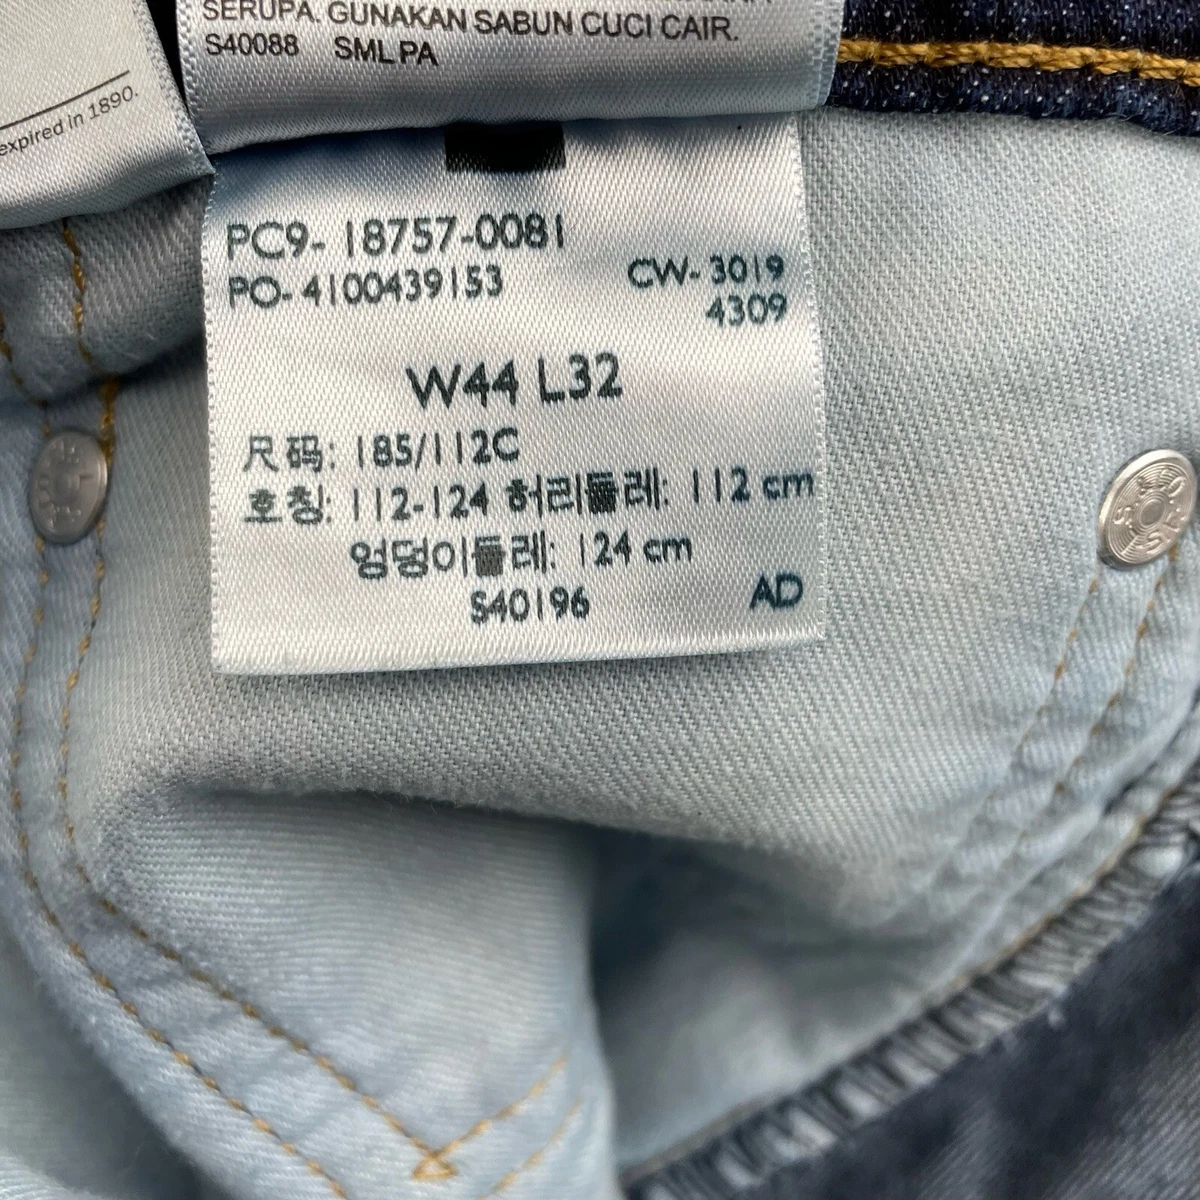 SERUPA. GUNAKAN SABUN CUCI CAIR.
S40088 SML PA
expired in 1890.
PC9- 18757-0081
PO- 4100439153
CW- 3019
4309
W44 L32
尺码: 185/112C
호칭: 112-124 허리둘레: 112 cm
엉덩이둘레: 124 cm
S40196 AD